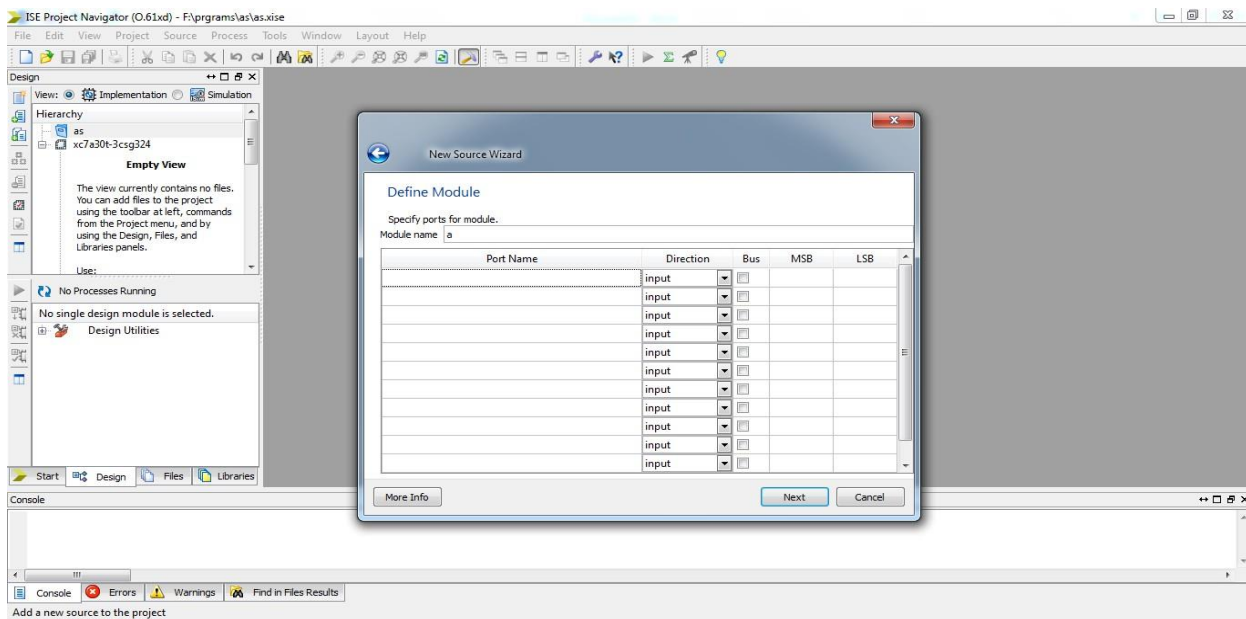 ISE Project Navigator (O.61xd) - F:\prgrams\as\as.xise
File Edit View Project Source Process Tools Window Layout Help
Design
View: Implementation Simulation
Hierarchy
as
xc7a30t-3csg324
Empty View
The view currently contains no files.
You can add files to the project
using the toolbar at left, commands
from the Project menu, and by
using the Design, Files, and
Libraries panels.
Use:
No Processes Running
No single design module is selected.
Design Utilities
Start Design Files Libraries
New Source Wizard
Define Module
Specify ports for module.
Module name a
Port Name Direction Bus MSB LSB
input
input
input
input
input
input
input
input
input
input
input
More Info Next Cancel
Console
Console Errors Warnings Find in Files Results
Add a new source to the project